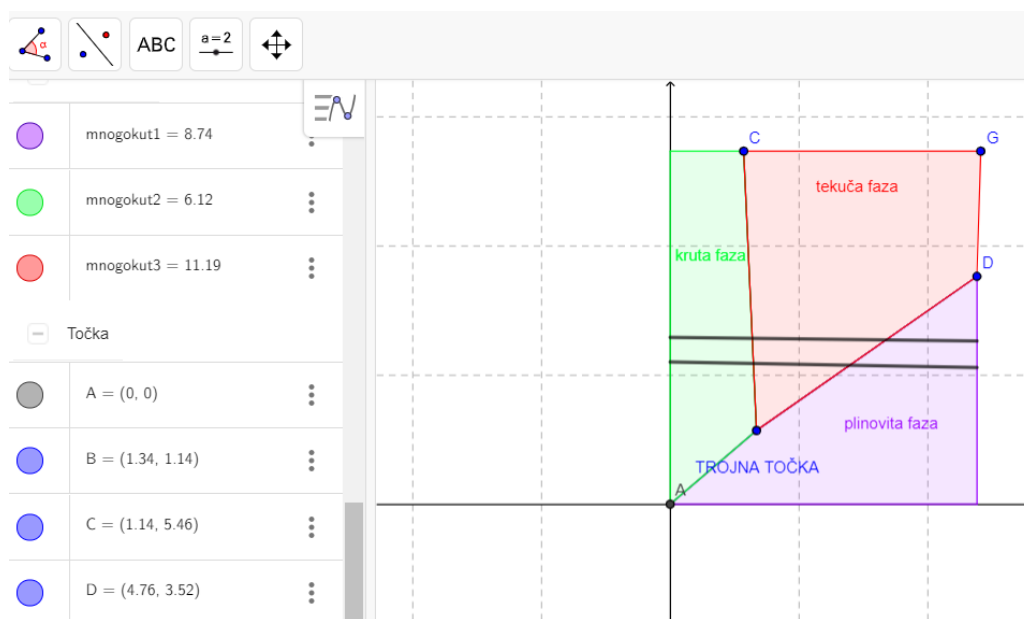 α
ABC
a=2
mnogokut1 = 8.74
mnogokut2 = 6.12
mnogokut3 = 11.19
Točka
A = (0, 0)
B = (1.34, 1.14)
C = (1.14, 5.46)
D = (4.76, 3.52)
C
G
tekuča faza
kruta faza
D
plinovita faza
TROJNA TOČKA
A